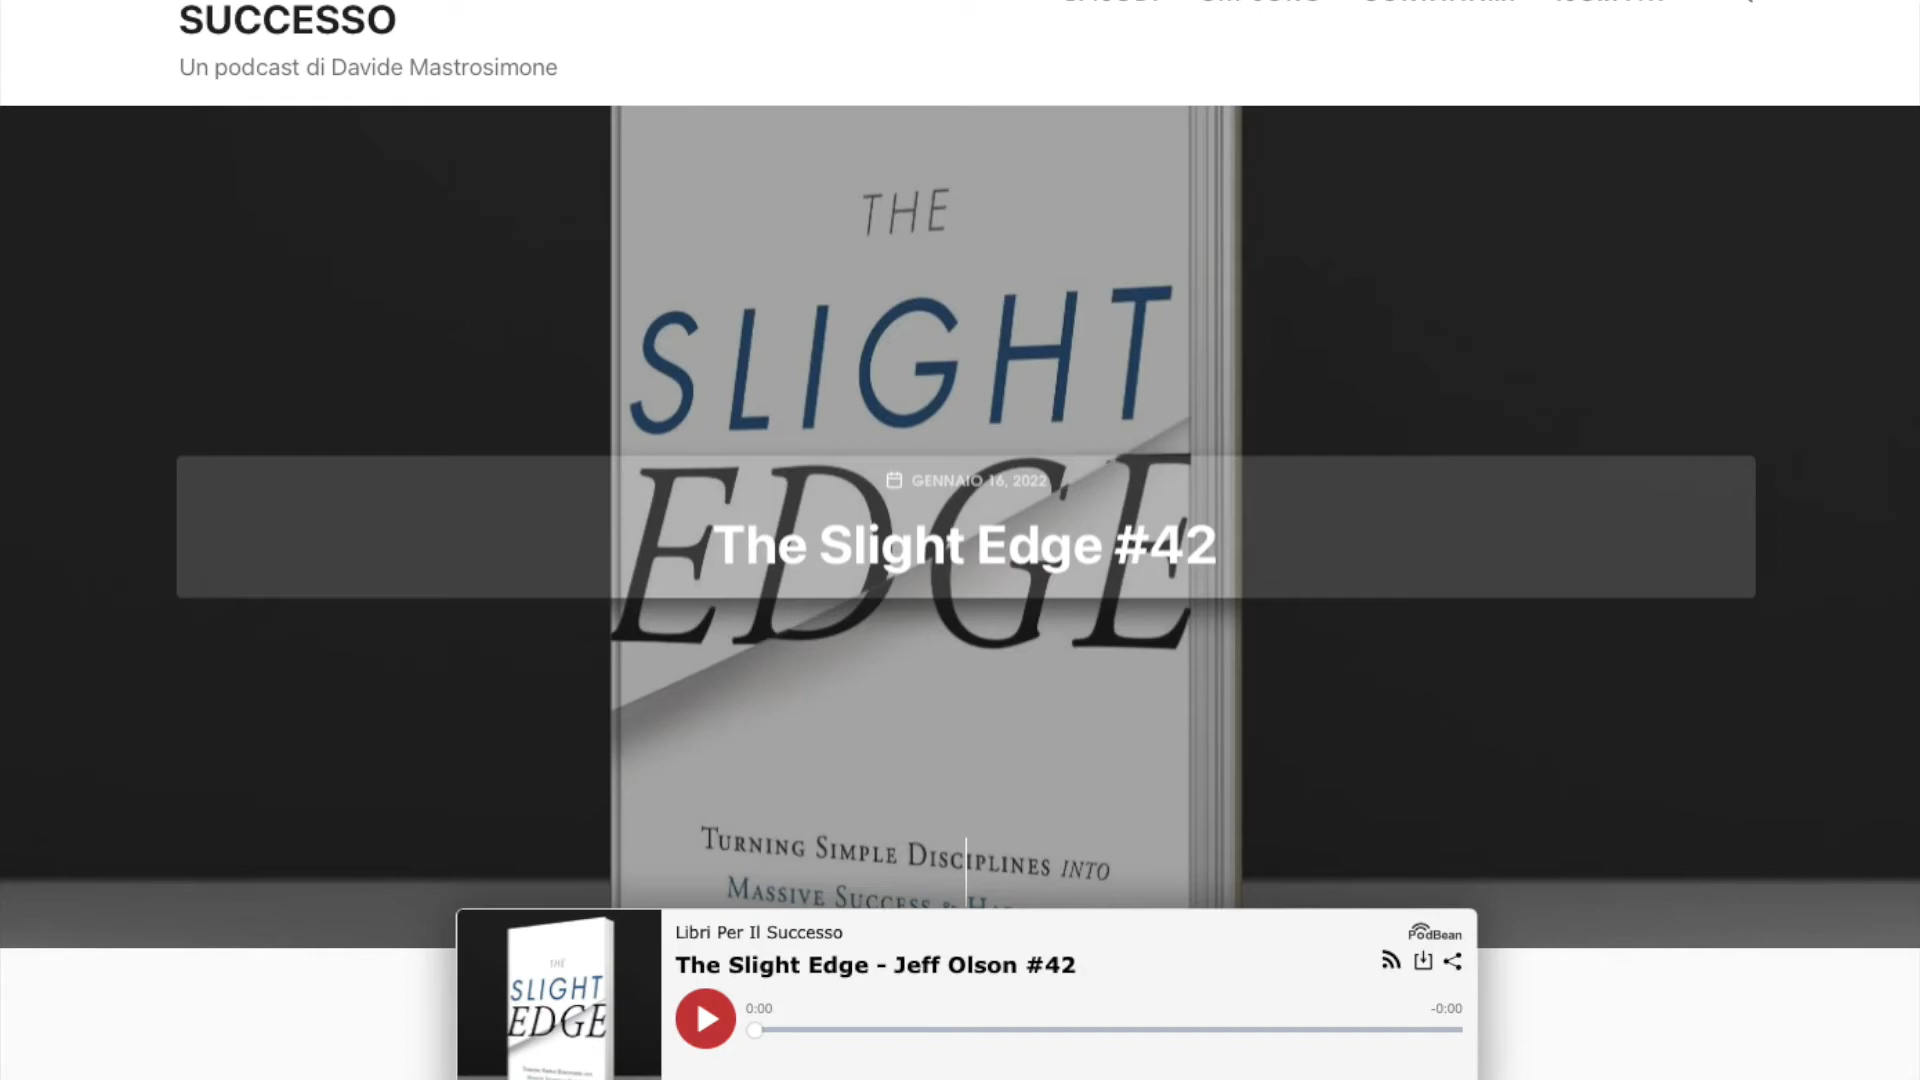 SUCCESSO
Un podcast di Davide Mastrosimone
THE
SLIGHT
EDGE
GENNAIO 16, 2022
The Slight Edge #42
TURNING SIMPLE DISCIPLINES INTO
MASSIVE SUCCESS &
Libri Per Il Successo
PodBean
The Slight Edge - Jeff Olson #42
0:00
-0:00
THE
SLIGHT
EDGE